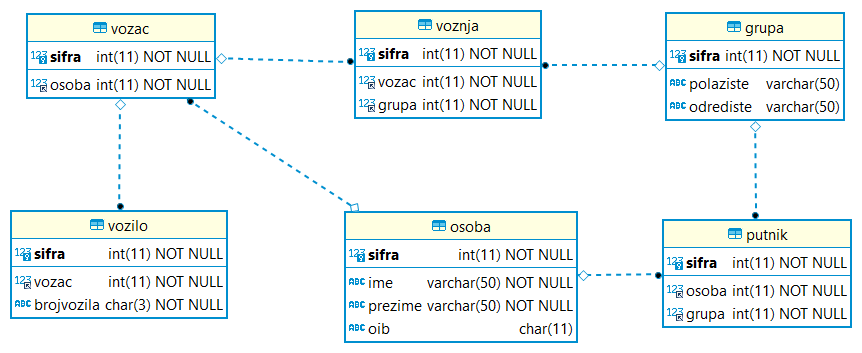 vozac
sifra int(11) NOT NULL
osoba int(11) NOT NULL
voznja
sifra int(11) NOT NULL
vozac int(11) NOT NULL
grupa int(11) NOT NULL
grupa
sifra int(11) NOT NULL
polaziste varchar(50)
odrediste varchar(50)
vozilo
sifra int(11) NOT NULL
vozac int(11) NOT NULL
brojvozila char(3) NOT NULL
osoba
sifra int(11) NOT NULL
ime varchar(50) NOT NULL
prezime varchar(50) NOT NULL
oib char(11)
putnik
sifra int(11) NOT NULL
osoba int(11) NOT NULL
grupa int(11) NOT NULL